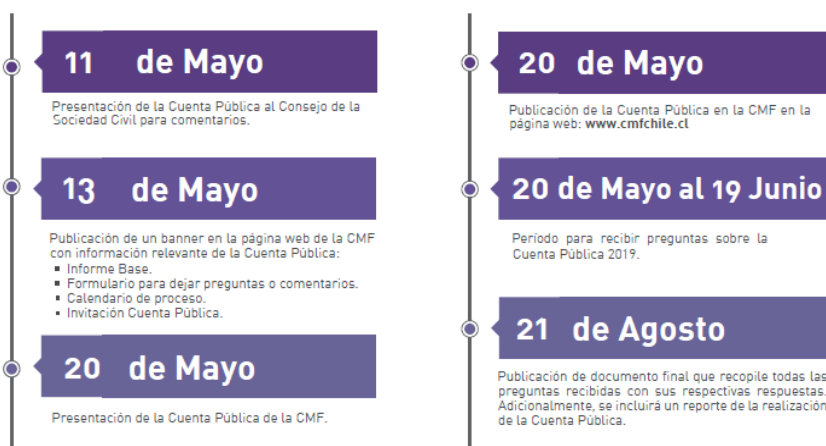 11 de Mayo
Presentación de la Cuenta Pública al Consejo de la
Sociedad Civil para comentarios.
13 de Mayo
Publicación de un banner en la página web de la CMF
con información relevante de la Cuenta Pública:
▪ Informe Base.
▪ Formulario para dejar preguntas o comentarios.
▪ Calendario de proceso.
▪ Invitación Cuenta Pública.
20 de Mayo
Presentación de la Cuenta Pública de la CMF.
20 de Mayo
Publicación de la Cuenta Pública en la CMF en la
página web: www.cmfchile.cl
20 de Mayo al 19 Junio
Período para recibir preguntas sobre la
Cuenta Pública 2019.
21 de Agosto
Publicación de documento final que recopile todas las
preguntas recibidas con sus respectivas respuestas.
Adicionalmente, se incluirá un reporte de la realización
de la Cuenta Pública.